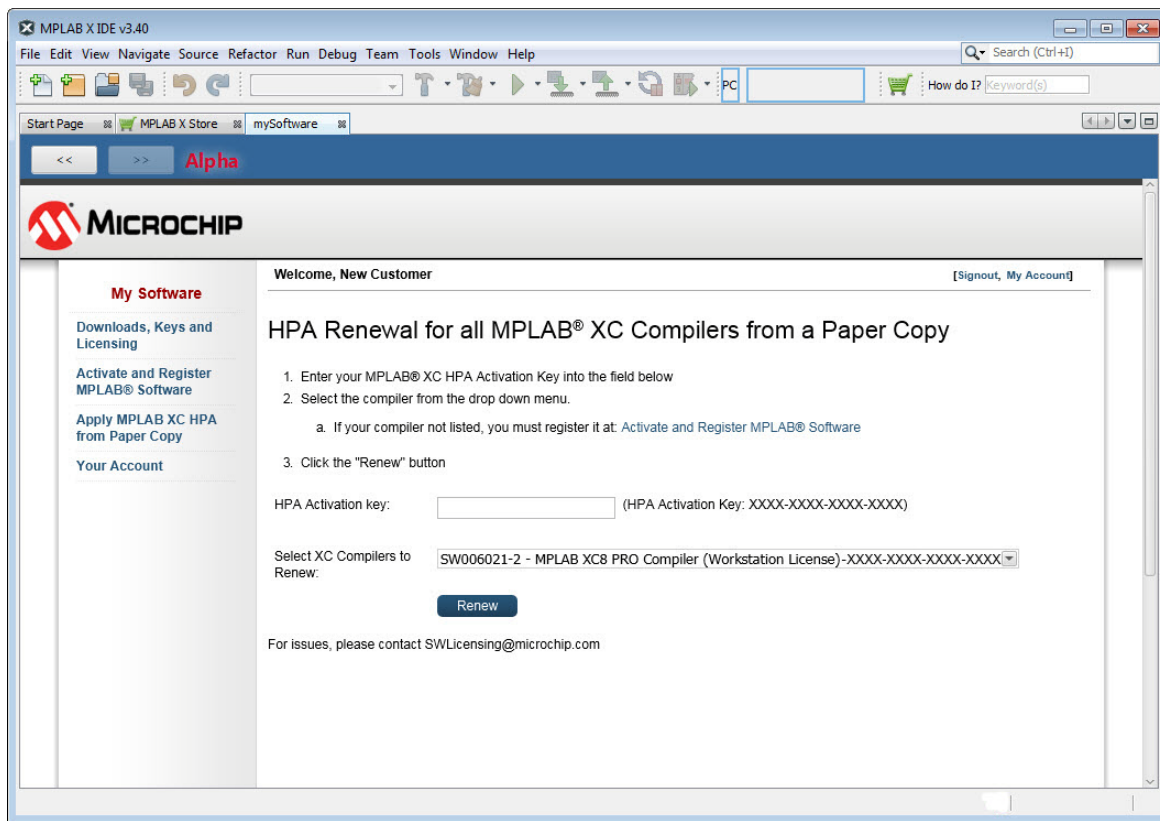 MPLAB X IDE v3.40
File Edit View Navigate Source Refactor Run Debug Team Tools Window Help
Search (Ctrl+I)
PC
How do I? Keyword(s)
Start Page MPLAB X Store mySoftware
<< >> Alpha
MICROCHIP
Welcome, New Customer
[Signout, My Account]
My Software
Downloads, Keys and
Licensing
Activate and Register
MPLAB® Software
Apply MPLAB XC HPA
from Paper Copy
Your Account
HPA Renewal for all MPLAB® XC Compilers from a Paper Copy
1. Enter your MPLAB® XC HPA Activation Key into the field below
2. Select the compiler from the drop down menu.
a. If your compiler not listed, you must register it at: Activate and Register MPLAB® Software
3. Click the "Renew" button
HPA Activation key:
(HPA Activation Key: XXXX-XXXX-XXXX-XXXX)
Select XC Compilers to
Renew:
SW006021-2 - MPLAB XC8 PRO Compiler (Workstation License)-XXXX-XXXX-XXXX-XXXX
Renew
For issues, please contact SWLicensing@microchip.com